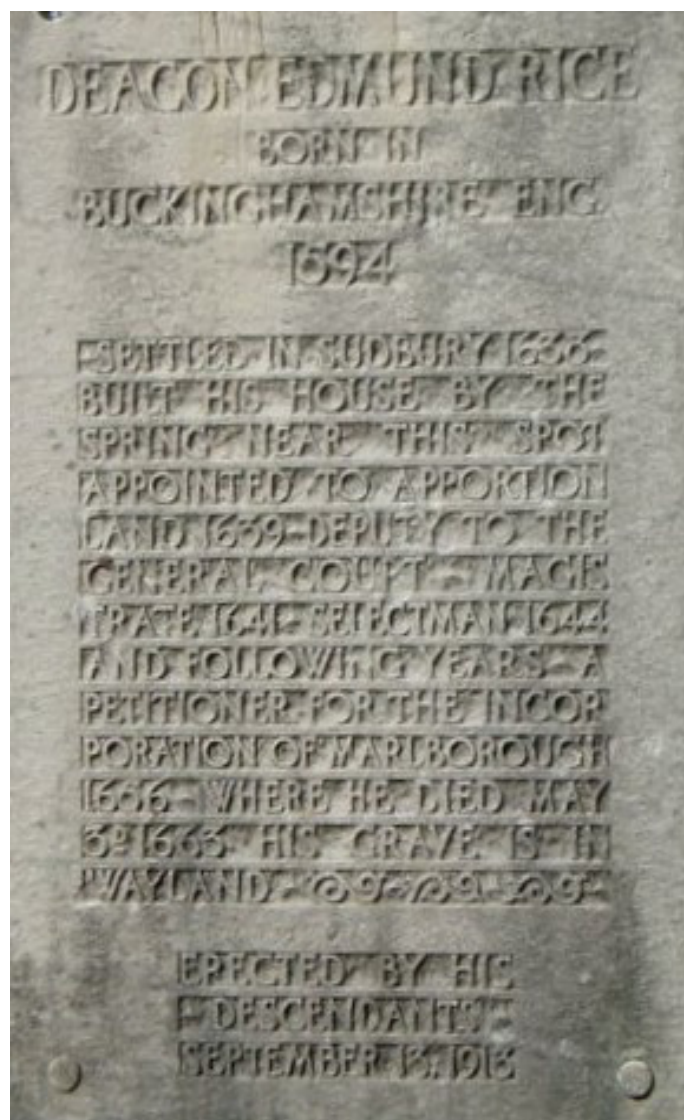 DEACON EDMUND RICE
BORN IN
BUCKINGHAMSHIRE ENG.
1594
-SETTLED IN SUDBURY 1638-
BUILT HIS HOUSE BY THE
SPRING NEAR THIS SPOT
APPOINTED TO APPORTION
LAND 1639-DEPUTY TO THE
GENERAL COURT - MAGIS
TRATE 1641 - SELECTMAN 1644
AND FOLLOWING YEARS - A
PETITIONER FOR THE INCOR
PORATION OF MARLBOROUGH
1656 - WHERE HE DIED MAY
3D 1663 HIS GRAVE IS IN
WAYLAND -
ERECTED BY HIS
- DESCENDANTS -
SEPTEMBER 13, 1913